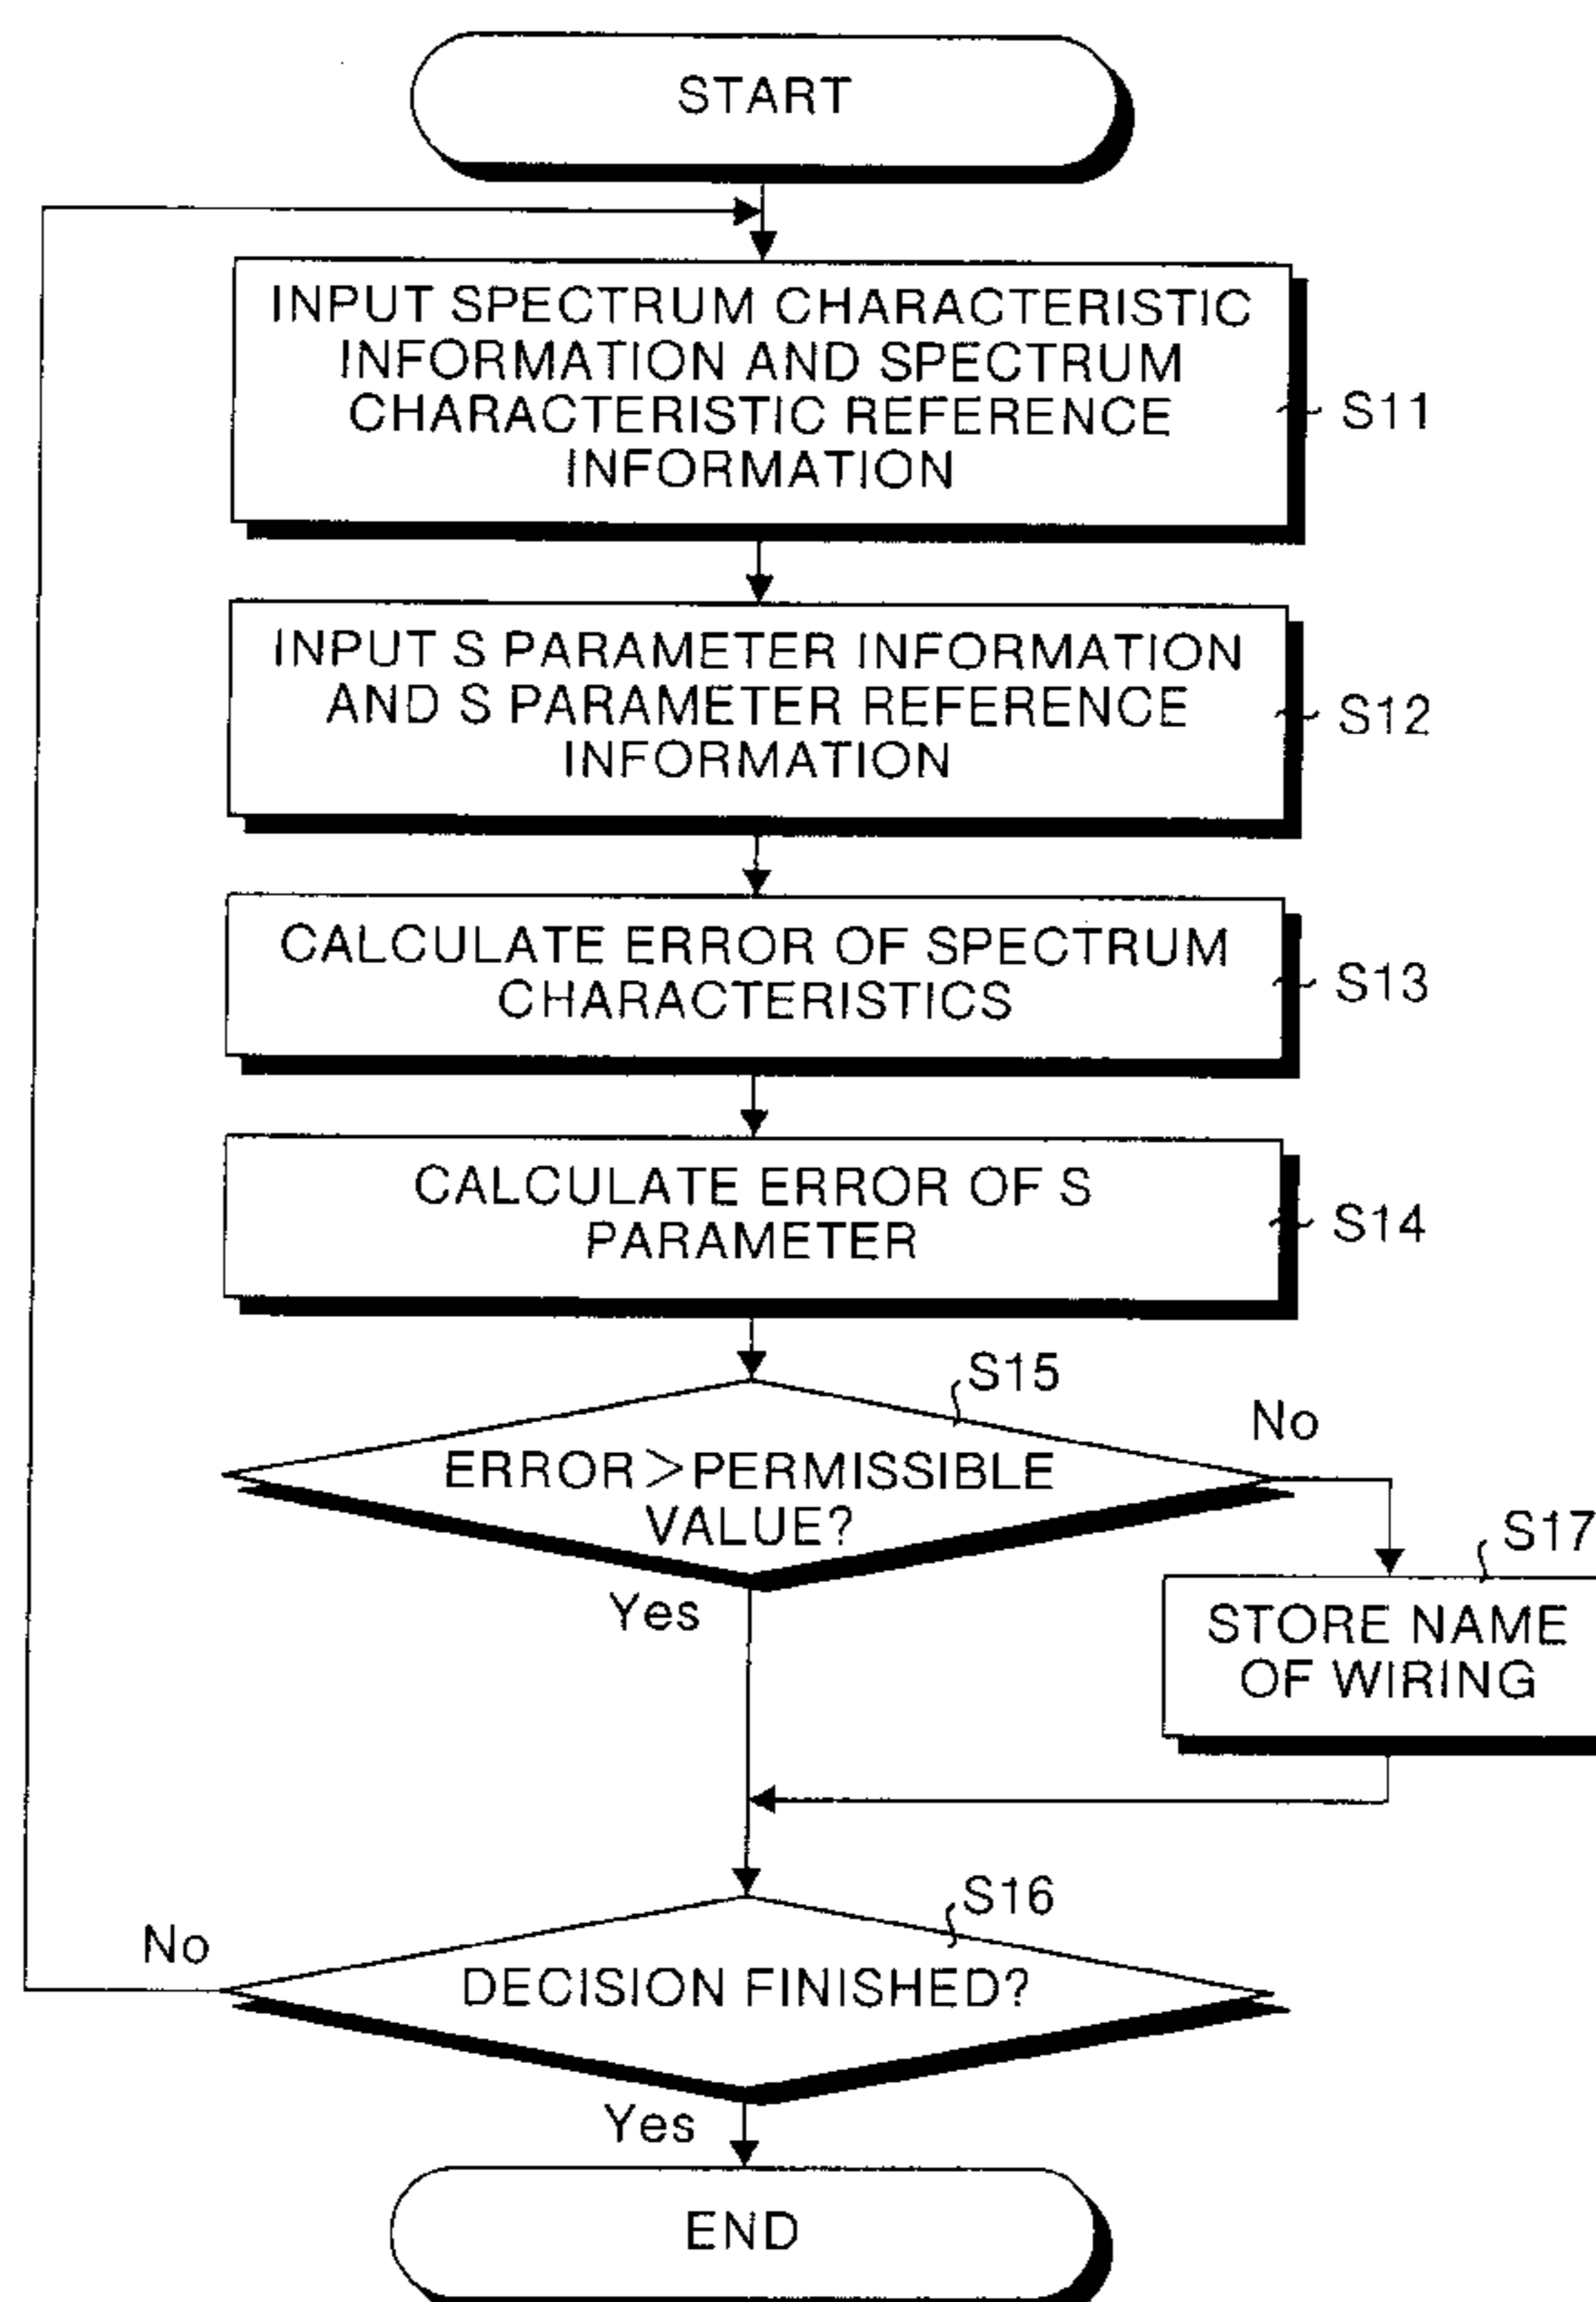 START
INPUT SPECTRUM CHARACTERISTIC
INFORMATION AND SPECTRUM
CHARACTERISTIC REFERENCE
INFORMATION
S11
INPUT S PARAMETER INFORMATION
AND S PARAMETER REFERENCE
INFORMATION
S12
CALCULATE ERROR OF SPECTRUM
CHARACTERISTICS
S13
CALCULATE ERROR OF S
PARAMETER
S14
S15
ERROR>PERMISSIBLE
VALUE?
No
Yes
S17
STORE NAME
OF WIRING
S16
DECISION FINISHED?
No
Yes
END